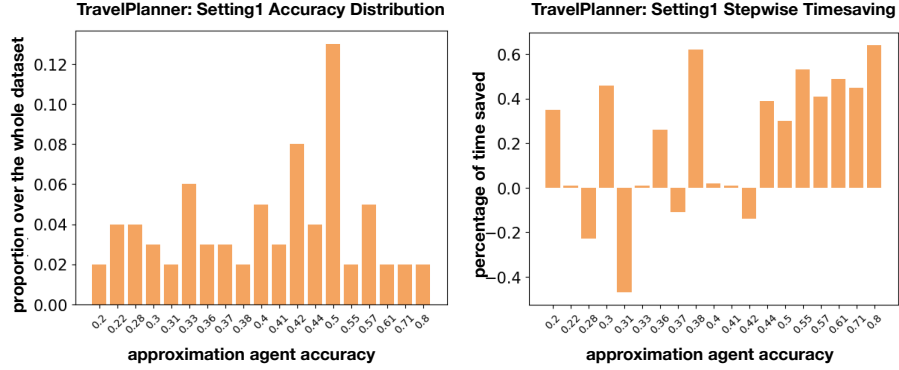 TravelPlanner: Setting1 Accuracy Distribution
proportion over the whole dataset
0.12
0.10
0.08
0.06
0.04
0.02
0.00
0.2 0.22 0.28 0.3 0.31 0.33 0.36 0.37 0.38 0.4 0.41 0.42 0.44 0.5 0.55 0.57 0.61 0.71 0.8
approximation agent accuracy
TravelPlanner: Setting1 Stepwise Timesaving
percentage of time saved
0.6
0.4
0.2
0.0
−0.2
−0.4
0.2 0.22 0.28 0.3 0.31 0.33 0.36 0.37 0.38 0.4 0.41 0.42 0.44 0.5 0.55 0.57 0.61 0.71 0.8
approximation agent accuracy